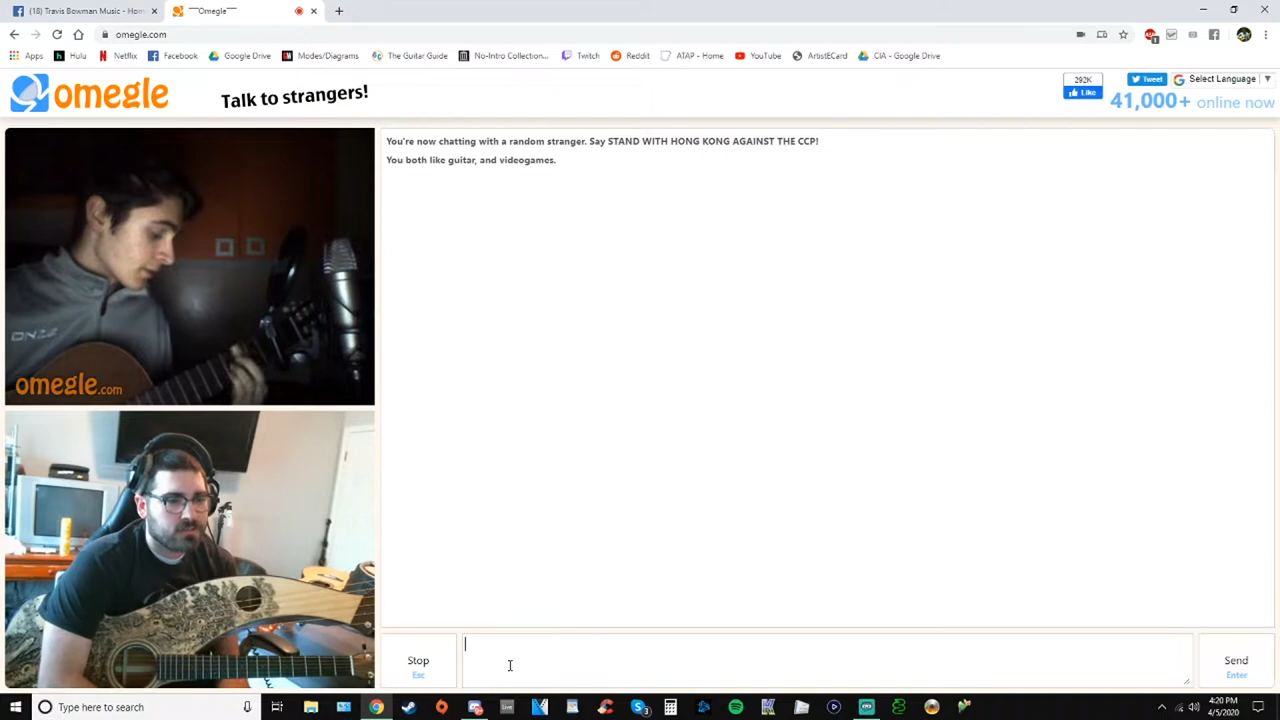 (18) Travis Bowman Music - Hom
Omegle
omegle.com
Apps
Hulu
Netflix
Facebook
Google Drive
Modes/Diagrams
The Guitar Guide
No-Intro Collection...
Twitch
Reddit
ATAP - Home
YouTube
ArtistECard
CIA - Google Drive
omegle
Talk to strangers!
292K
Like
Tweet
Select Language
41,000+ online now
You're now chatting with a random stranger. Say STAND WITH HONG KONG AGAINST THE CCP!
You both like guitar, and videogames.
omegle.com
Stop
Esc
Send
Enter
Type here to search
4:20 PM
4/5/2020